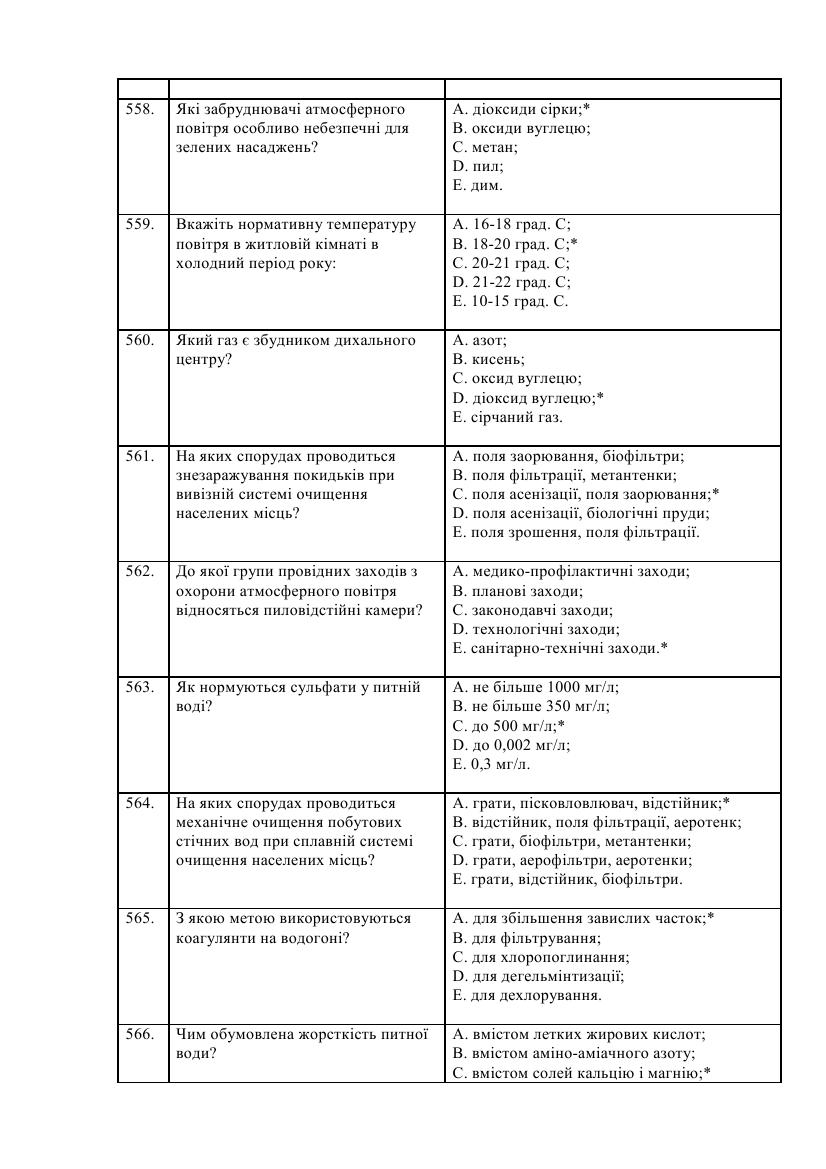 558.
Які забруднювачі атмосферного
повітря особливо небезпечні для
зелених насаджень?
A. діоксиди сірки;*
B. оксиди вуглецю;
C. метан;
D. пил;
E. дим.
559.
Вкажіть нормативну температуру
повітря в житловій кімнаті в
холодний період року:
A. 16-18 град. С;
B. 18-20 град. С;*
C. 20-21 град. С;
D. 21-22 град. С;
E. 10-15 град. С.
560.
Який газ є збудником дихального
центру?
A. азот;
B. кисень;
C. оксид вуглецю;
D. діоксид вуглецю;*
E. сірчаний газ.
561.
На яких спорудах проводиться
знезаражування покидьків при
вивізній системі очищення
населених місць?
A. поля заорювання, біофільтри;
B. поля фільтрації, метантенки;
C. поля асенізації, поля заорювання;*
D. поля асенізації, біологічні пруди;
E. поля зрошення, поля фільтрації.
562.
До якої групи провідних заходів з
охорони атмосферного повітря
відносяться пиловідстійні камери?
A. медико-профілактичні заходи;
B. планові заходи;
C. законодавчі заходи;
D. технологічні заходи;
E. санітарно-технічні заходи.*
563.
Як нормуються сульфати у питній
воді?
A. не більше 1000 мг/л;
B. не більше 350 мг/л;
C. до 500 мг/л;*
D. до 0,002 мг/л;
E. 0,3 мг/л.
564.
На яких спорудах проводиться
механічне очищення побутових
стічних вод при сплавній системі
очищення населених місць?
A. грати, пісковловлювач, відстійник;*
B. відстійник, поля фільтрації, аеротенк;
C. грати, біофільтри, метантенки;
D. грати, аерофільтри, аеротенки;
E. грати, відстійник, біофільтри.
565.
З якою метою використовуються
коагулянти на водогоні?
A. для збільшення завислих часток;*
B. для фільтрування;
C. для хлоропоглинання;
D. для дегельмінтизації;
E. для дехлорування.
566.
Чим обумовлена жорсткість питної
води?
A. вмістом летких жирових кислот;
B. вмістом аміно-аміачного азоту;
C. вмістом солей кальцію і магнію;*